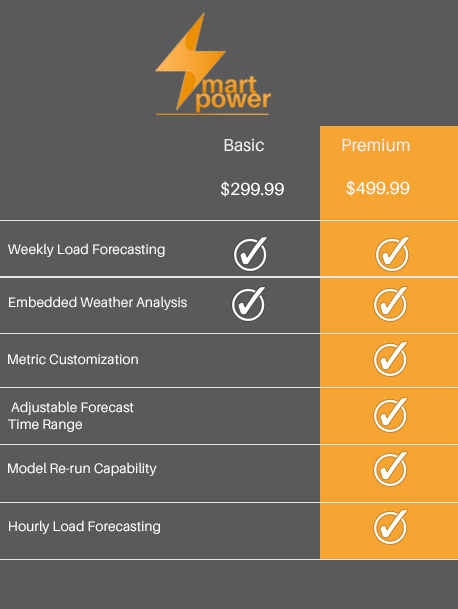 mart
power
Basic Premium
$299.99 $499.99
Weekly Load Forecasting
Embedded Weather Analysis
Metric Customization
Adjustable Forecast
Time Range
Model Re-run Capability
Hourly Load Forecasting